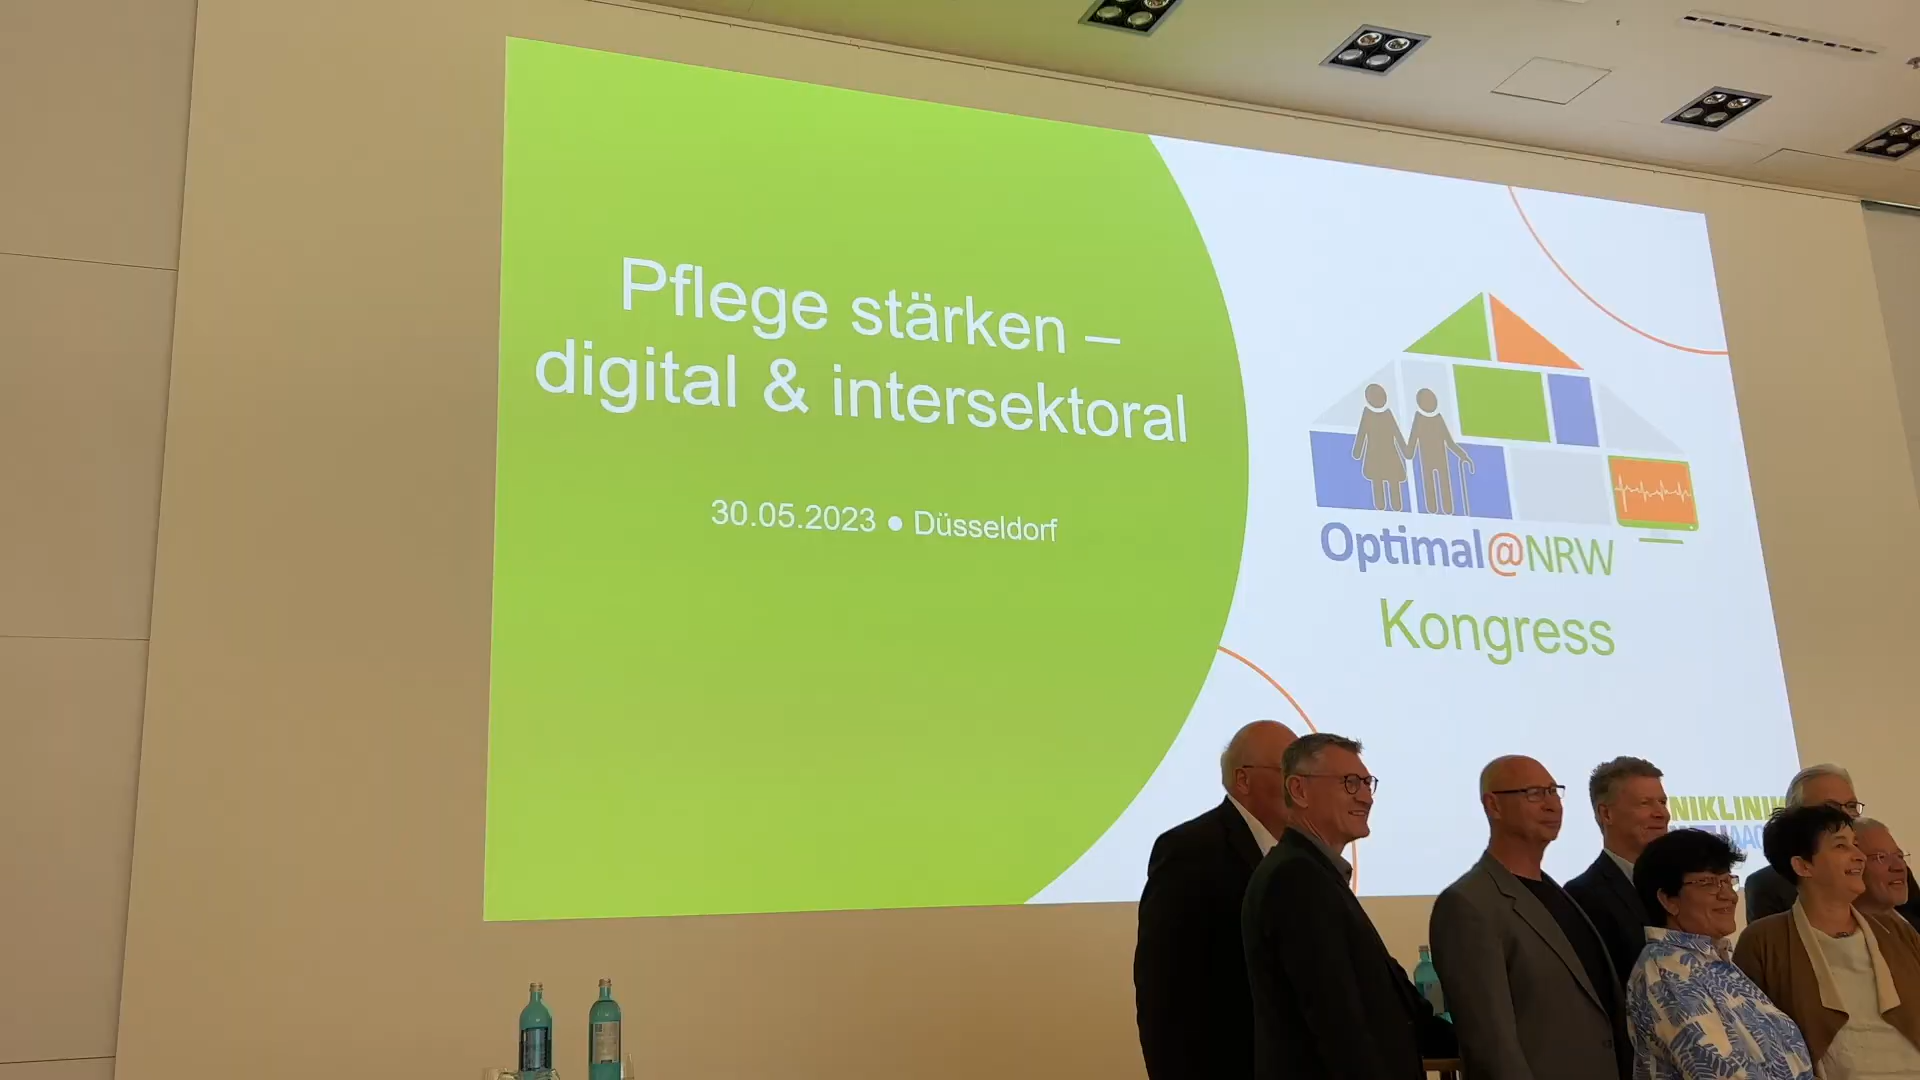 Pflege stärken –
digital & intersektoral
30.05.2023 ● Düsseldorf
Optimal@NRW
Kongress